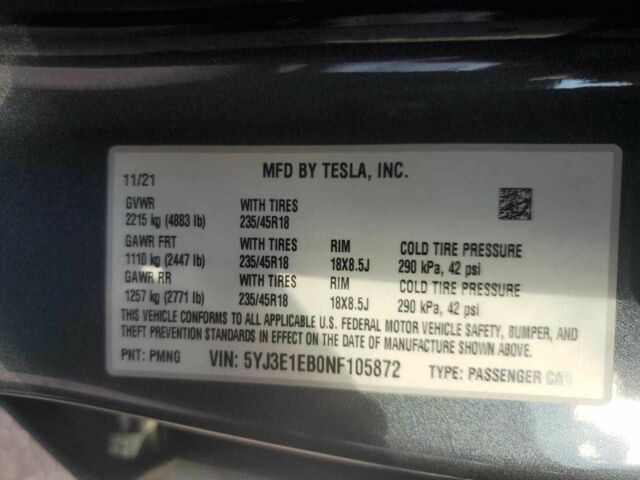 MFD BY TESLA, INC.
11/21
GVWR WITH TIRES
2215 kg (4883 lb) 235/45R18
GAWR FRT WITH TIRES RIM COLD TIRE PRESSURE
1110 kg (2447 lb) 235/45R18 18X8.5J 290 kPa, 42 psi
GAWR RR WITH TIRES RIM COLD TIRE PRESSURE
1257 kg (2771 lb) 235/45R18 18X8.5J 290 kPa, 42 psi
THIS VEHICLE CONFORMS TO ALL APPLICABLE U.S. FEDERAL MOTOR VEHICLE SAFETY, BUMPER, AND
THEFT PREVENTION STANDARDS IN EFFECT ON THE DATE OF MANUFACTURE SHOWN ABOVE.
PNT: PMNG VIN: 5YJ3E1EB0NF105872 TYPE: PASSENGER CAR